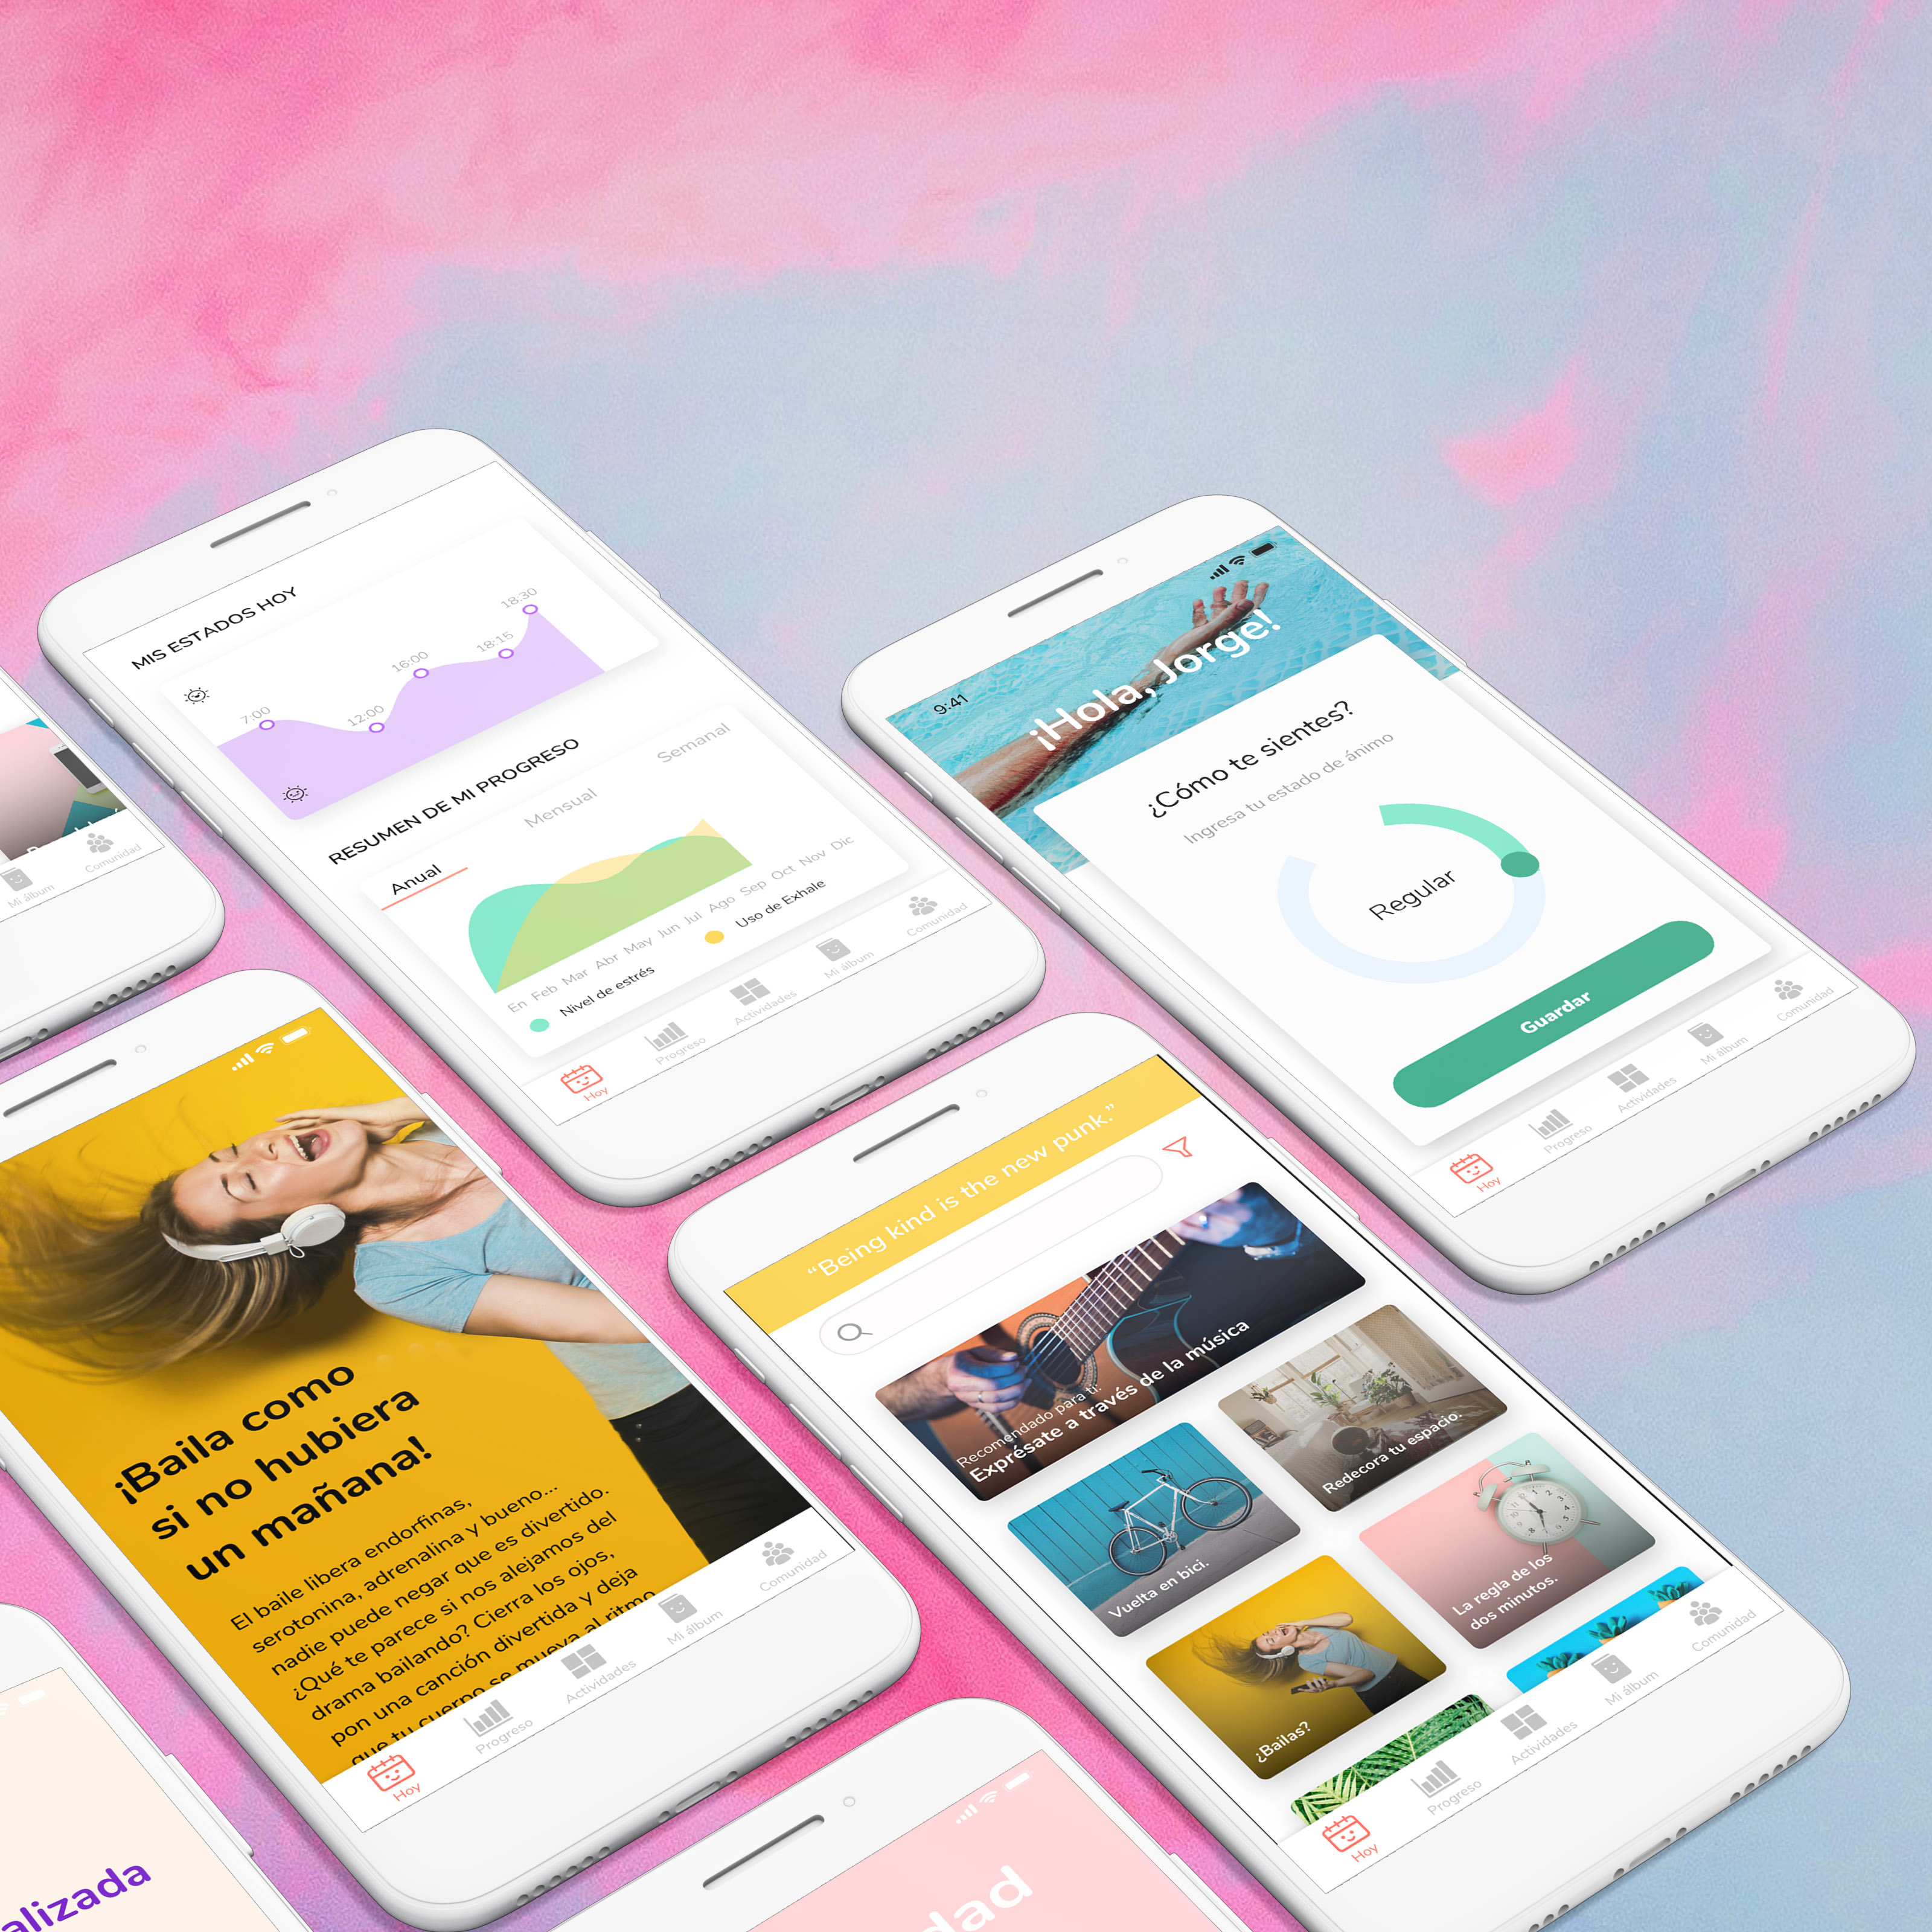 MIS ESTADOS HOY
7:00
12:00
16:00
18:15
18:30
RESUMEN DE MI PROGRESO
Anual
Mensual
Semanal
En Feb Mar Abr May Jun Jul Ago Sep Oct Nov Dic
Nivel de estrés
Uso de Exhale
Hoy
Progreso
Actividades
Mi álbum
Comunidad
9:41
¡Hola, Jorge!
¿Cómo te sientes?
Ingresa tu estado de ánimo
Regular
Guardar
Hoy
Progreso
Actividades
Mi álbum
Comunidad
Mi álbum
Comunidad
¡Baila como
si no hubiera
un mañana!
El baile libera endorfinas,
serotonina, adrenalina y bueno...
nadie puede negar que es divertido.
¿Qué te parece si nos alejamos del
drama bailando? Cierra los ojos,
pon una canción divertida y deja
que tu cuerpo se mueva al ritmo
Hoy
Progreso
Actividades
Mi álbum
Comunidad
“Being kind is the new punk.”
Recomendado para ti:
Exprésate a través de la música
Vuelta en bici.
Redecora tu espacio.
¿Bailas?
La regla de los
dos minutos.
Hoy
Progreso
Actividades
Mi álbum
Comunidad
alizada
dad